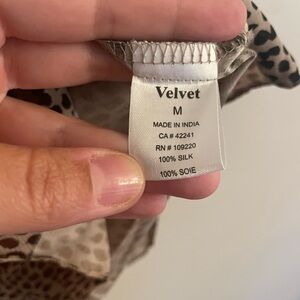 Velvet
M
MADE IN INDIA
CA # 42241
RN # 109220
100% SILK
100% SOIE